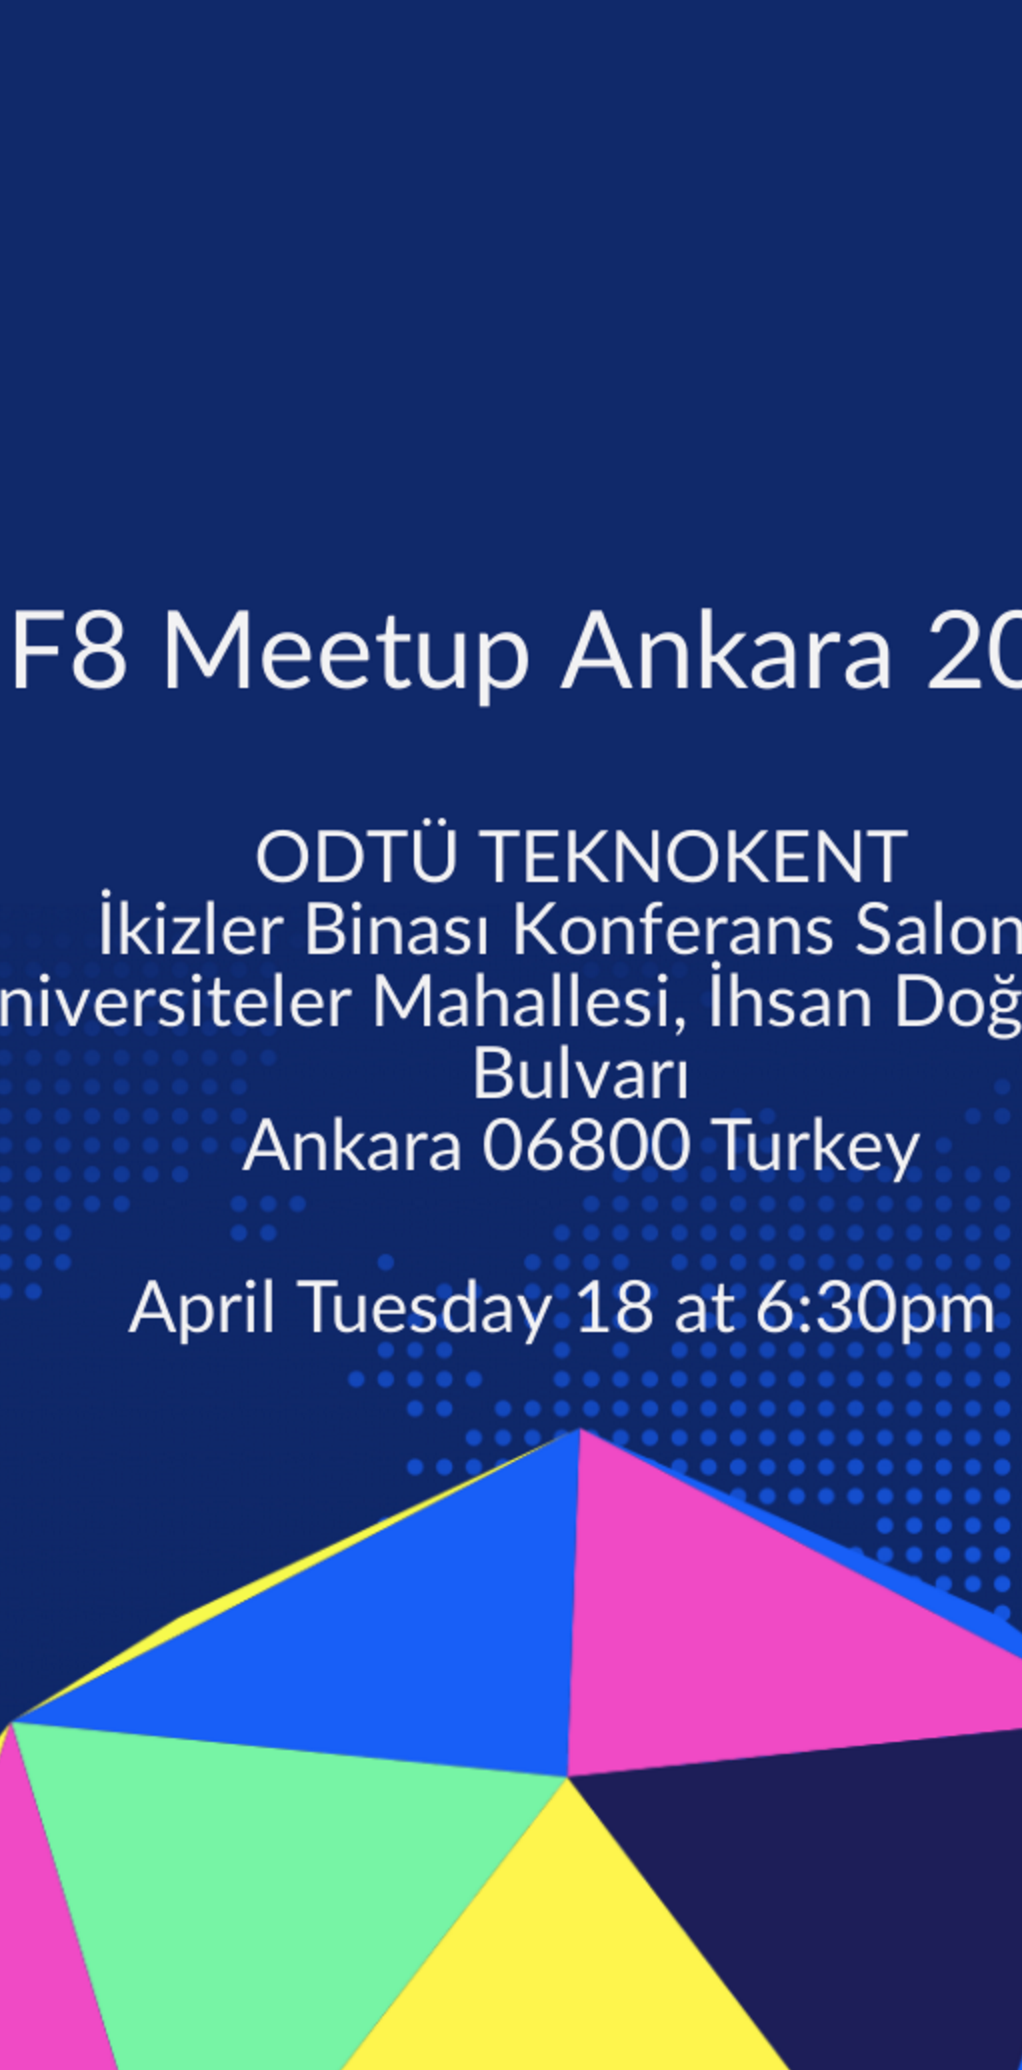 F8 Meetup Ankara 20
ODTÜ TEKNOKENT
İkizler Binası Konferans Salon
niversiteler Mahallesi, İhsan Doğ
Bulvarı
Ankara 06800 Turkey
April Tuesday 18 at 6:30pm